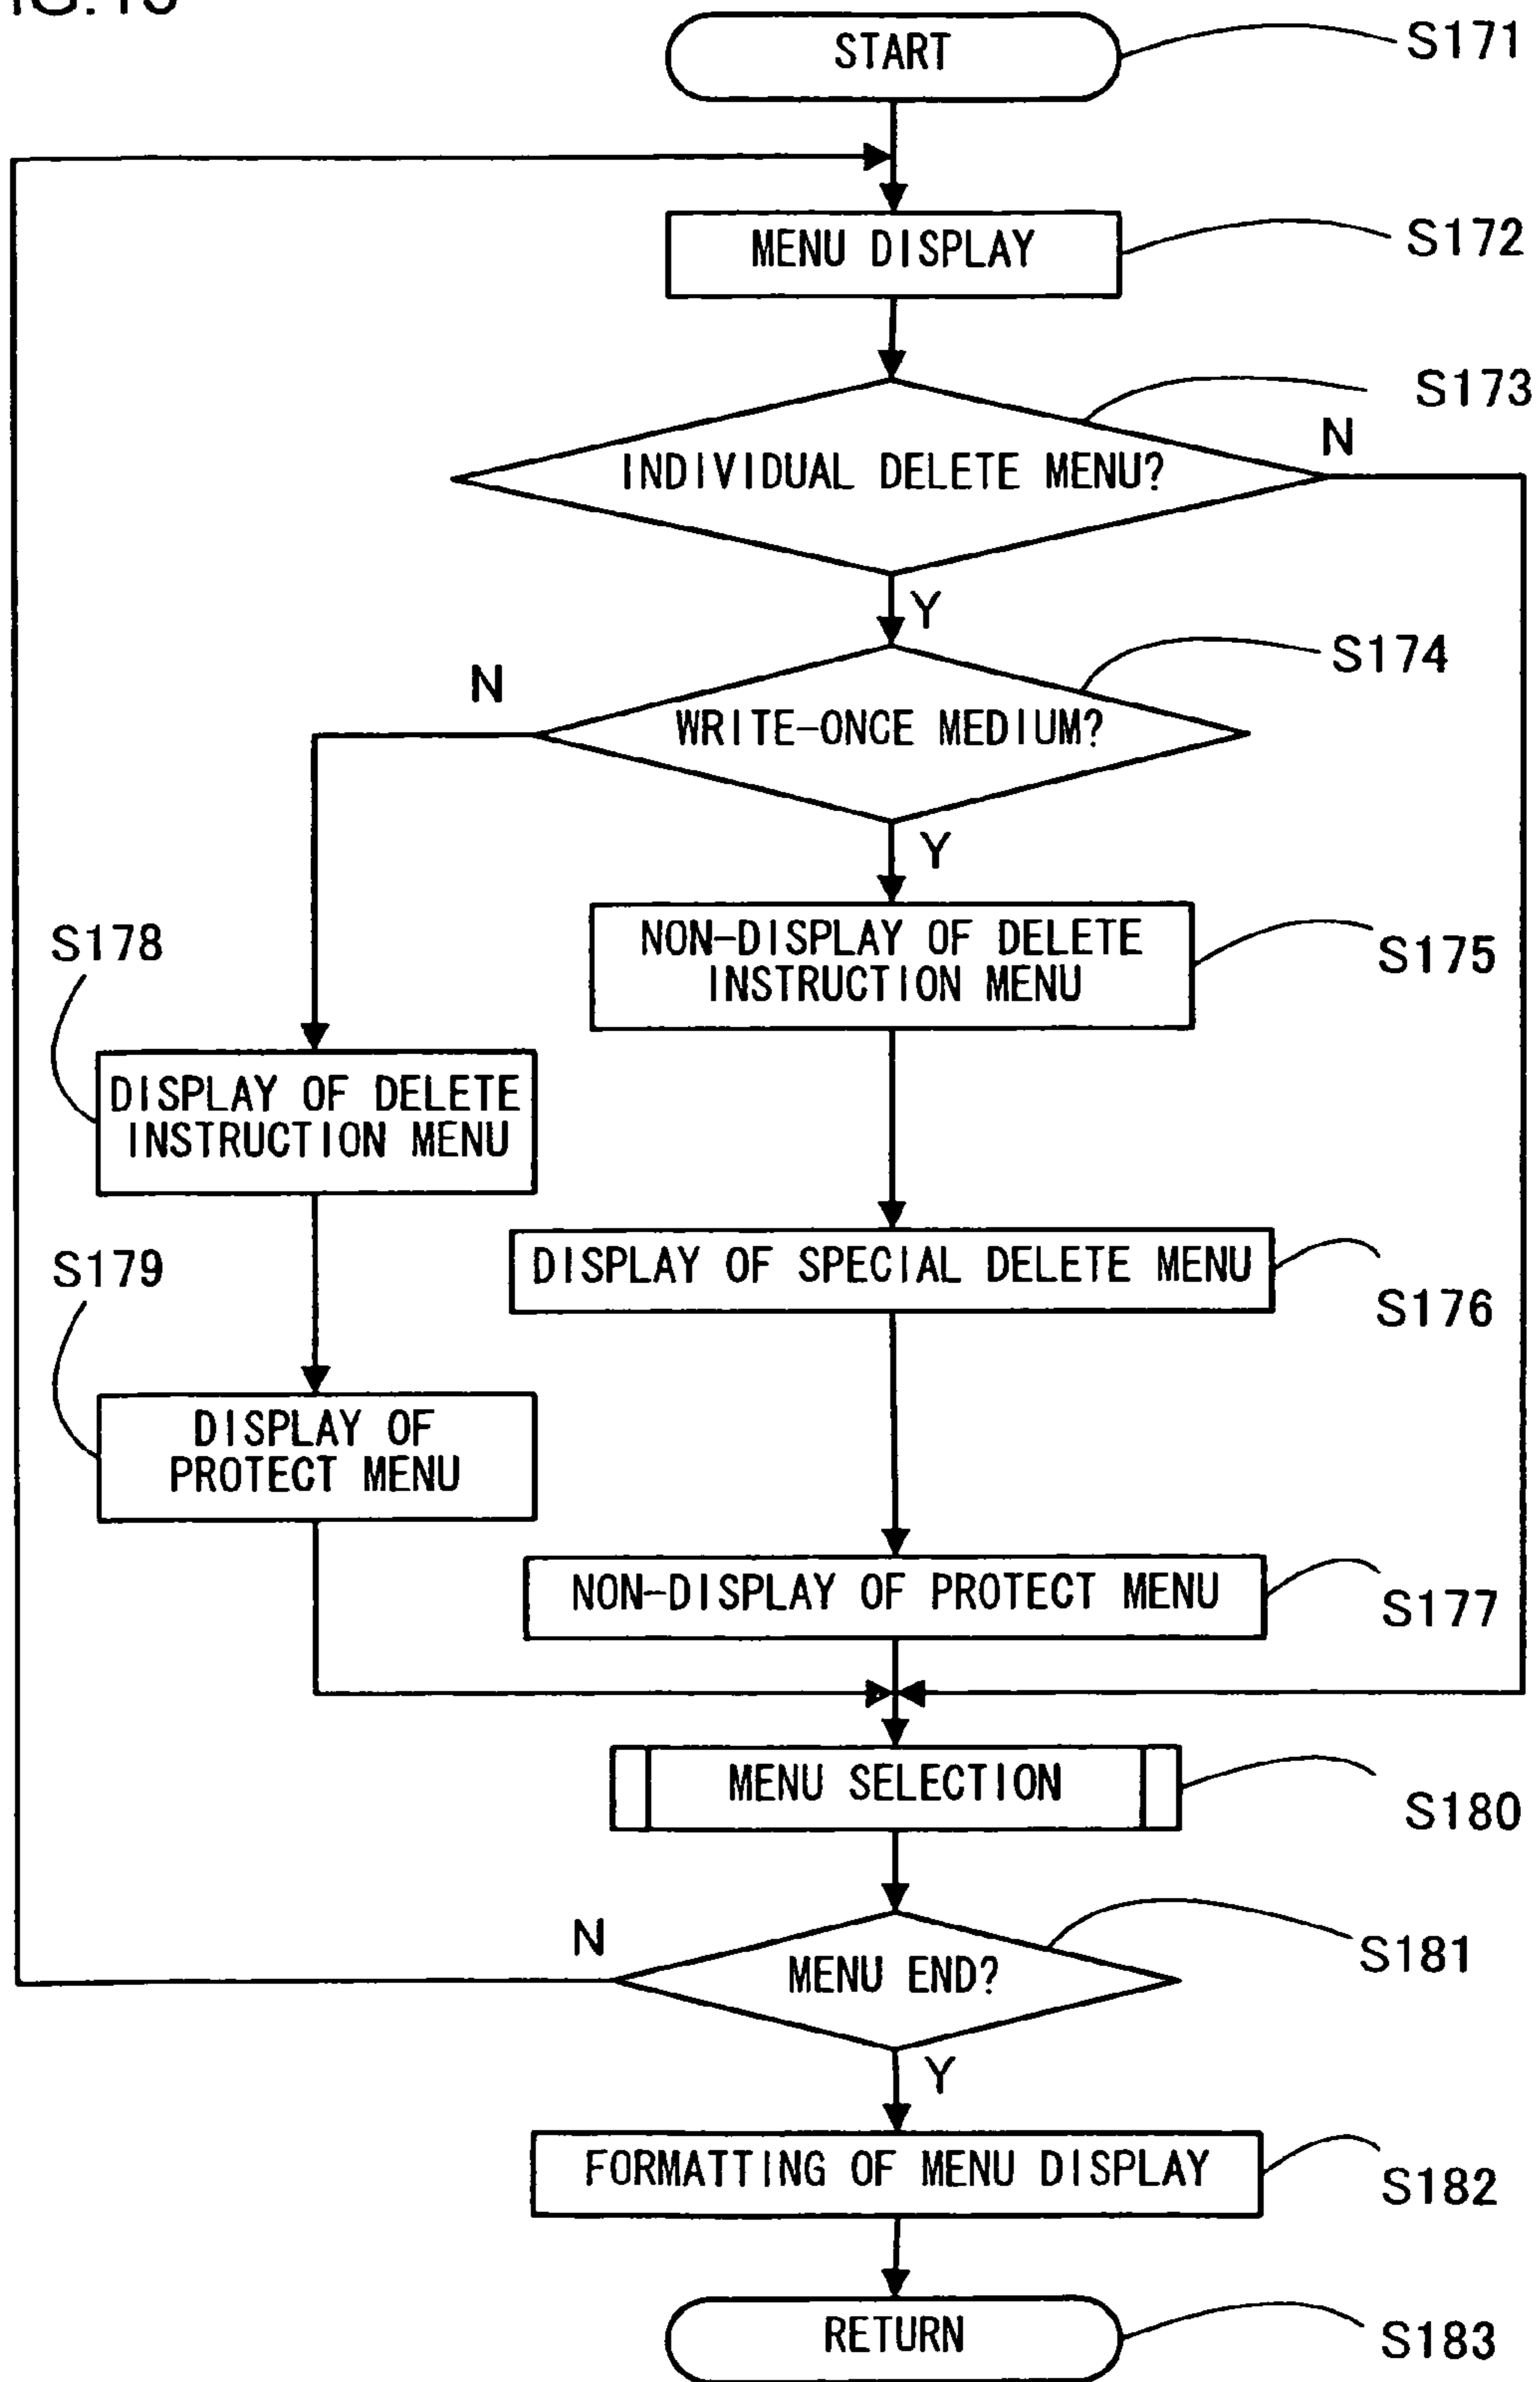 START
S171
MENU DISPLAY
S172
S173
INDIVIDUAL DELETE MENU?
N
Y
S174
N
WRITE-ONCE MEDIUM?
Y
S178
NON-DISPLAY OF DELETE
INSTRUCTION MENU
S175
DISPLAY OF DELETE
INSTRUCTION MENU
S179
DISPLAY OF SPECIAL DELETE MENU
S176
DISPLAY OF
PROTECT MENU
NON-DISPLAY OF PROTECT MENU
S177
MENU SELECTION
S180
N
MENU END?
S181
Y
FORMATTING OF MENU DISPLAY
S182
RETURN
S183